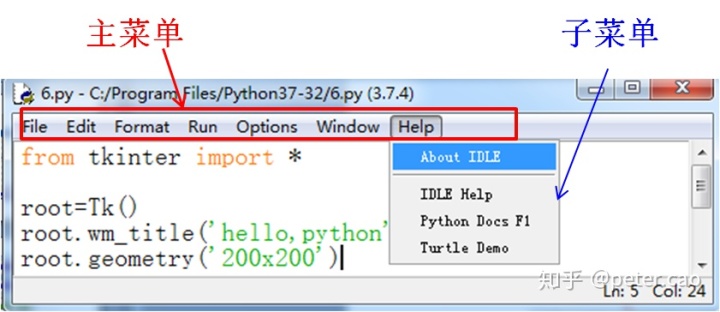 主菜单
子菜单
6.py - C:/Program Files/Python37-32/6.py (3.7.4)
File Edit Format Run Options Window Help
from tkinter import *
About IDLE
IDLE Help
root=Tk()
Python Docs F1
root.wm_title('hello,python'
Turtle Demo
root.geometry('200x200')
知乎 @peter.cao
Ln: 5 Col: 24